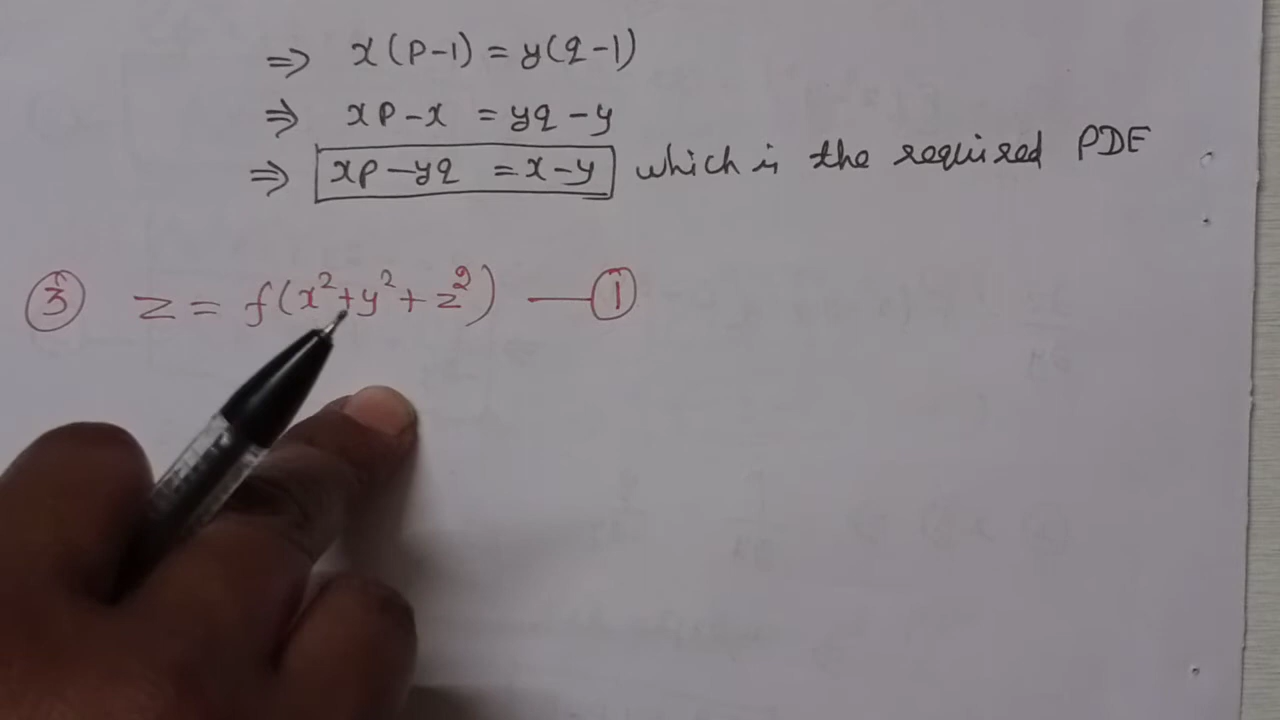 ⇒ x(p-1) = y(q-1)
⇒ xp-x = yq-y
⇒ xp-yq = x-y which is the required PDE
③ z = f(x²+y²+z²) — ①